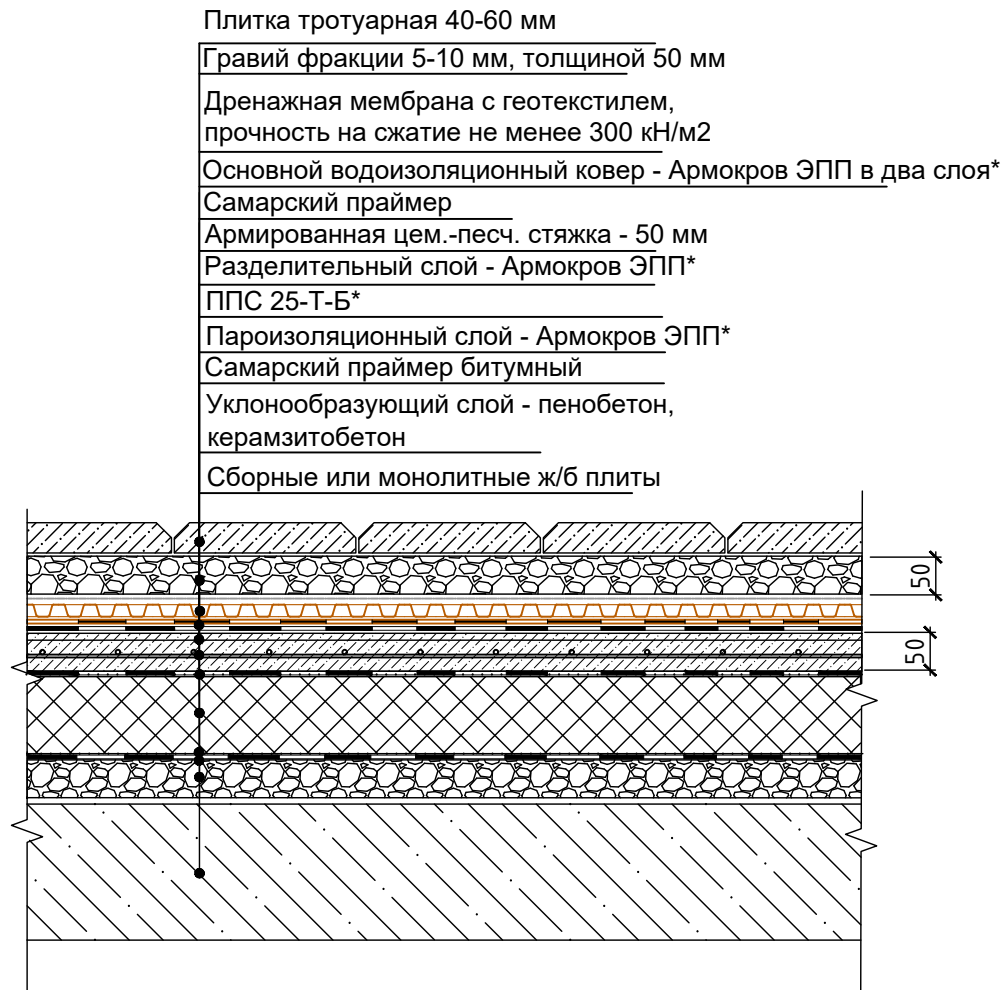 Плитка тротуарная 40-60 мм
Гравий фракции 5-10 мм, толщиной 50 мм
Дренажная мембрана с геотекстилем,
прочность на сжатие не менее 300 кН/м2
Основной водоизоляционный ковер - Армокров ЭПП в два слоя*
Самарский праймер
Армированная цем.-песч. стяжка - 50 мм
Разделительный слой - Армокров ЭПП*
ППС 25-Т-Б*
Пароизоляционный слой - Армокров ЭПП*
Самарский праймер битумный
Уклонообразующий слой - пенобетон,
керамзитобетон
Сборные или монолитные ж/б плиты
50
50